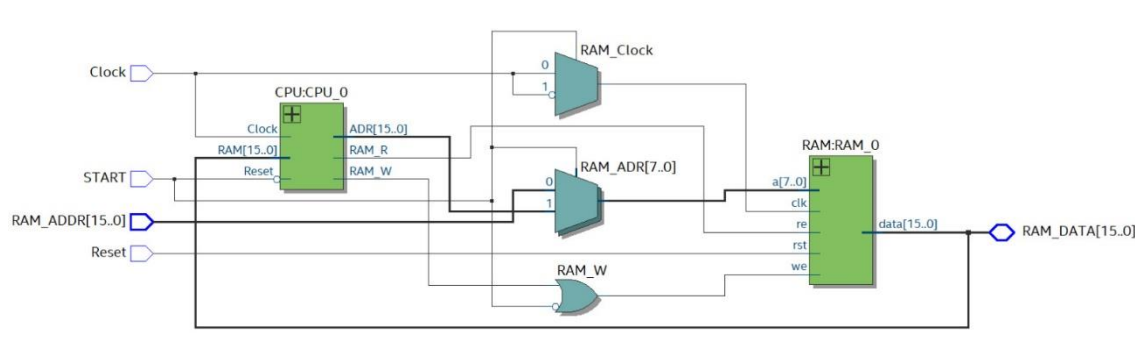 RAM_Clock
Clock
0
1
CPU:CPU_0
Clock
ADR[15..0]
RAM[15..0]
RAM_R
Reset
RAM_W
START
RAM:RAM_0
RAM_ADR[7..0]
0
1
a[7..0]
clk
re
data[15..0]
rst
we
RAM_ADDR[15..0]
RAM_DATA[15..0]
Reset
RAM_W